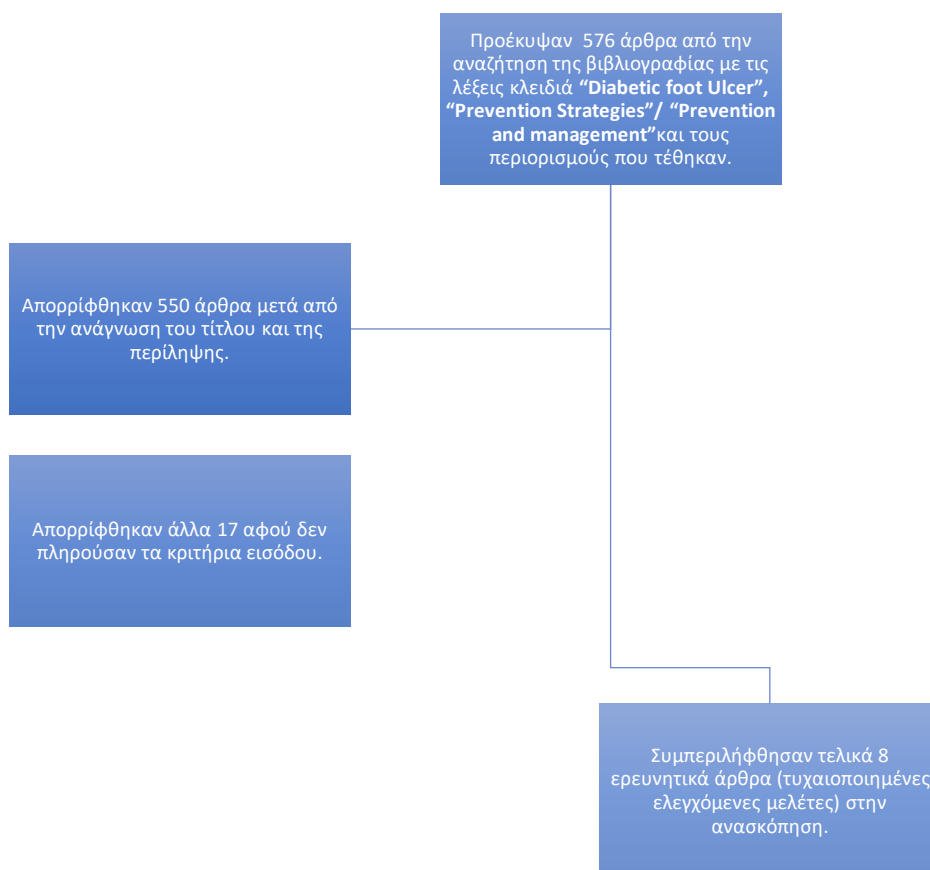 Προέκυψαν 576 άρθρα από την
αναζήτηση της βιβλιογραφίας με τις
λέξεις κλειδιά “Diabetic foot Ulcer”,
“Prevention Strategies”/ “Prevention
and management”και τους
περιορισμούς που τέθηκαν.
Απορρίφθηκαν 550 άρθρα μετά από
την ανάγνωση του τίτλου και της
περίληψης.
Απορρίφθηκαν άλλα 17 αφού δεν
πληρούσαν τα κριτήρια εισόδου.
Συμπεριλήφθησαν τελικά 8
ερευνητικά άρθρα (τυχαιοποιημένες
ελεγχόμενες μελέτες) στην
ανασκόπηση.